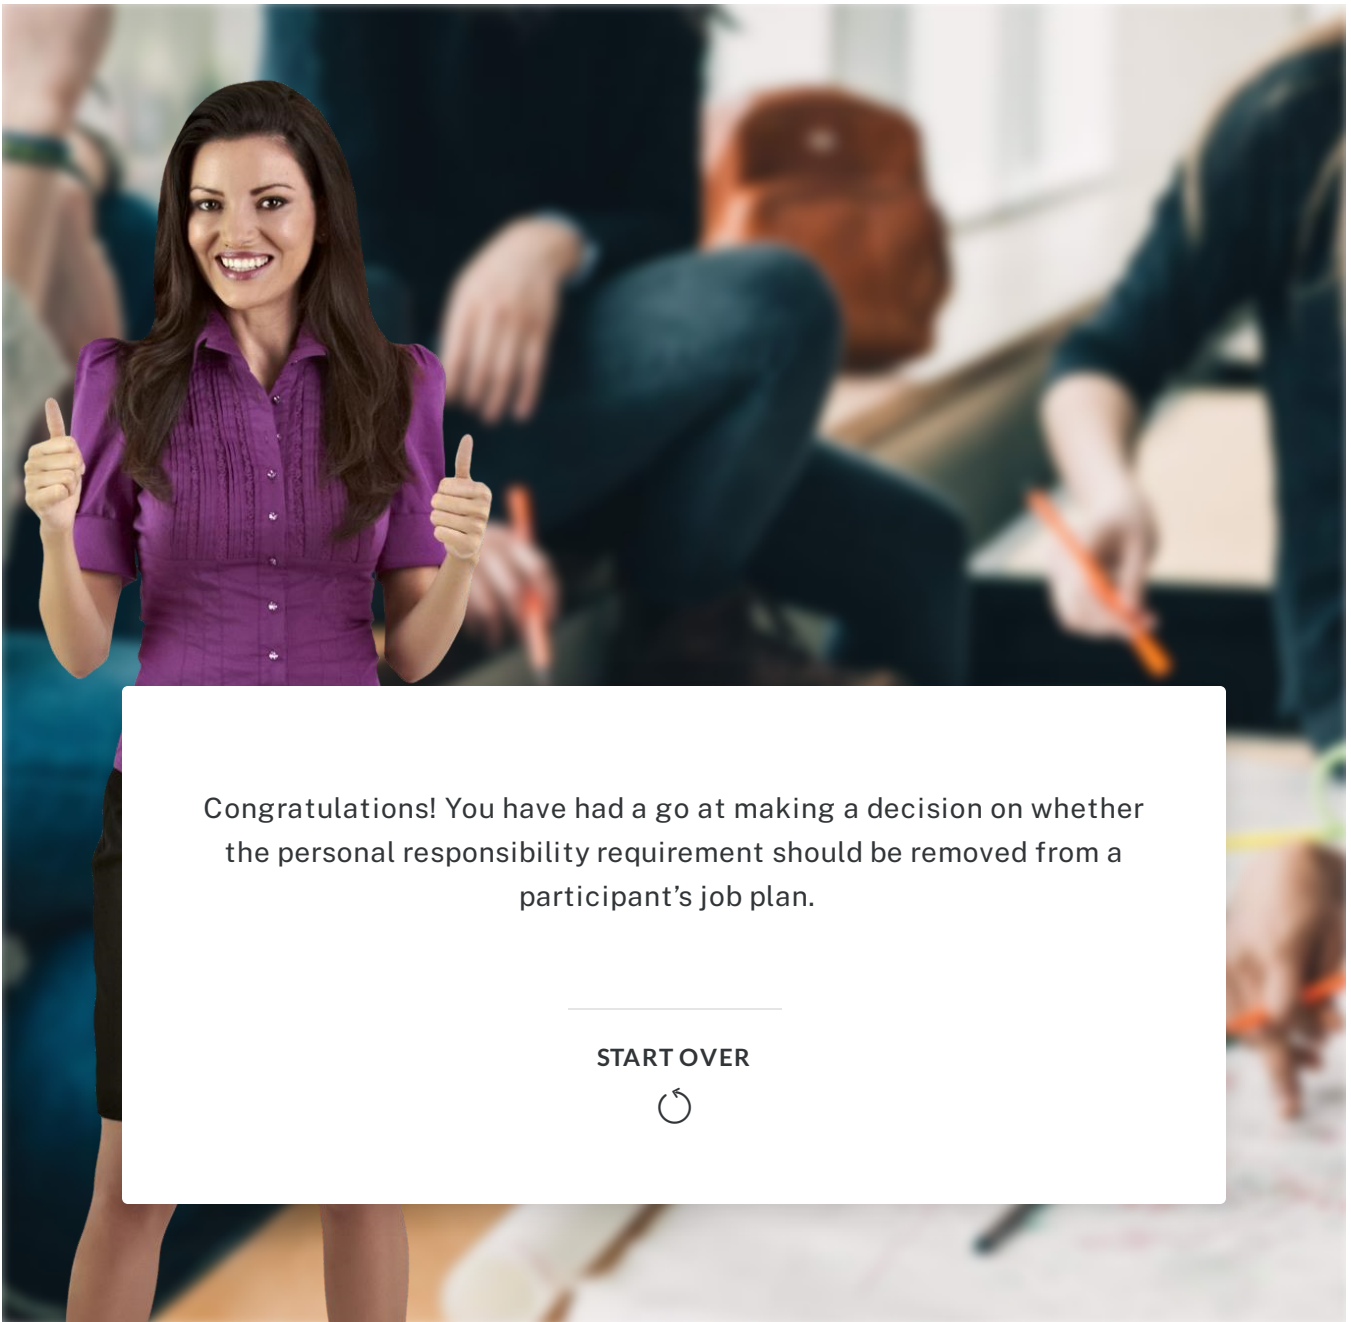 Congratulations! You have had a go at making a decision on whether
the personal responsibility requirement should be removed from a
participant’s job plan.
START OVER